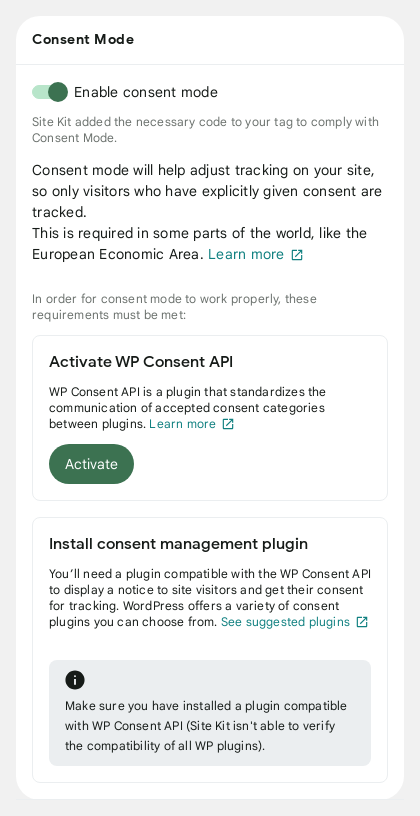 Consent Mode
Enable consent mode
Site Kit added the necessary code to your tag to comply with
Consent Mode.
Consent mode will help adjust tracking on your site,
so only visitors who have explicitly given consent are
tracked.
This is required in some parts of the world, like the
European Economic Area. Learn more
In order for consent mode to work properly, these
requirements must be met:
Activate WP Consent API
WP Consent API is a plugin that standardizes the
communication of accepted consent categories
between plugins. Learn more
Activate
Install consent management plugin
You’ll need a plugin compatible with the WP Consent API
to display a notice to site visitors and get their consent
for tracking. WordPress offers a variety of consent
plugins you can choose from. See suggested plugins
Make sure you have installed a plugin compatible
with WP Consent API (Site Kit isn't able to verify
the compatibility of all WP plugins).